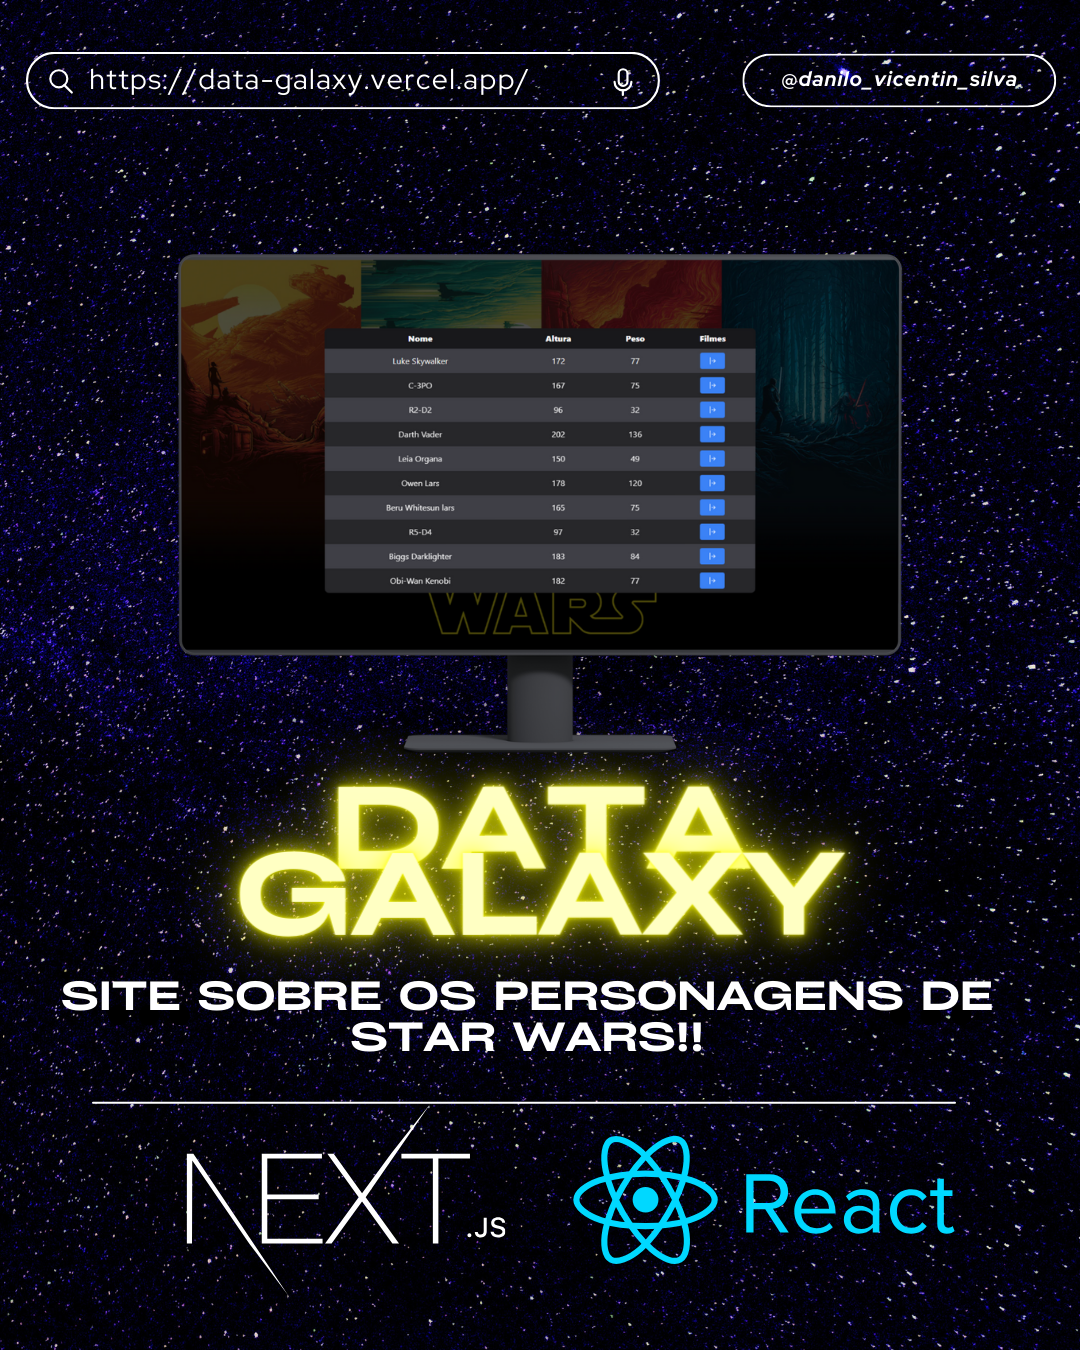 https://data-galaxy.vercel.app/
@danilo_vicentin_silva_
Nome Altura Peso Filmes
Luke Skywalker 172 77
C-3PO 167 75
R2-D2 96 32
Darth Vader 202 136
Leia Organa 150 49
Owen Lars 178 120
Beru Whitesun lars 165 75
R5-D4 97 32
Biggs Darklighter 183 84
Obi-Wan Kenobi 182 77
WARS
DATA
GALAXY
SITE SOBRE OS PERSONAGENS DE
STAR WARS!!
NEXT.JS
React